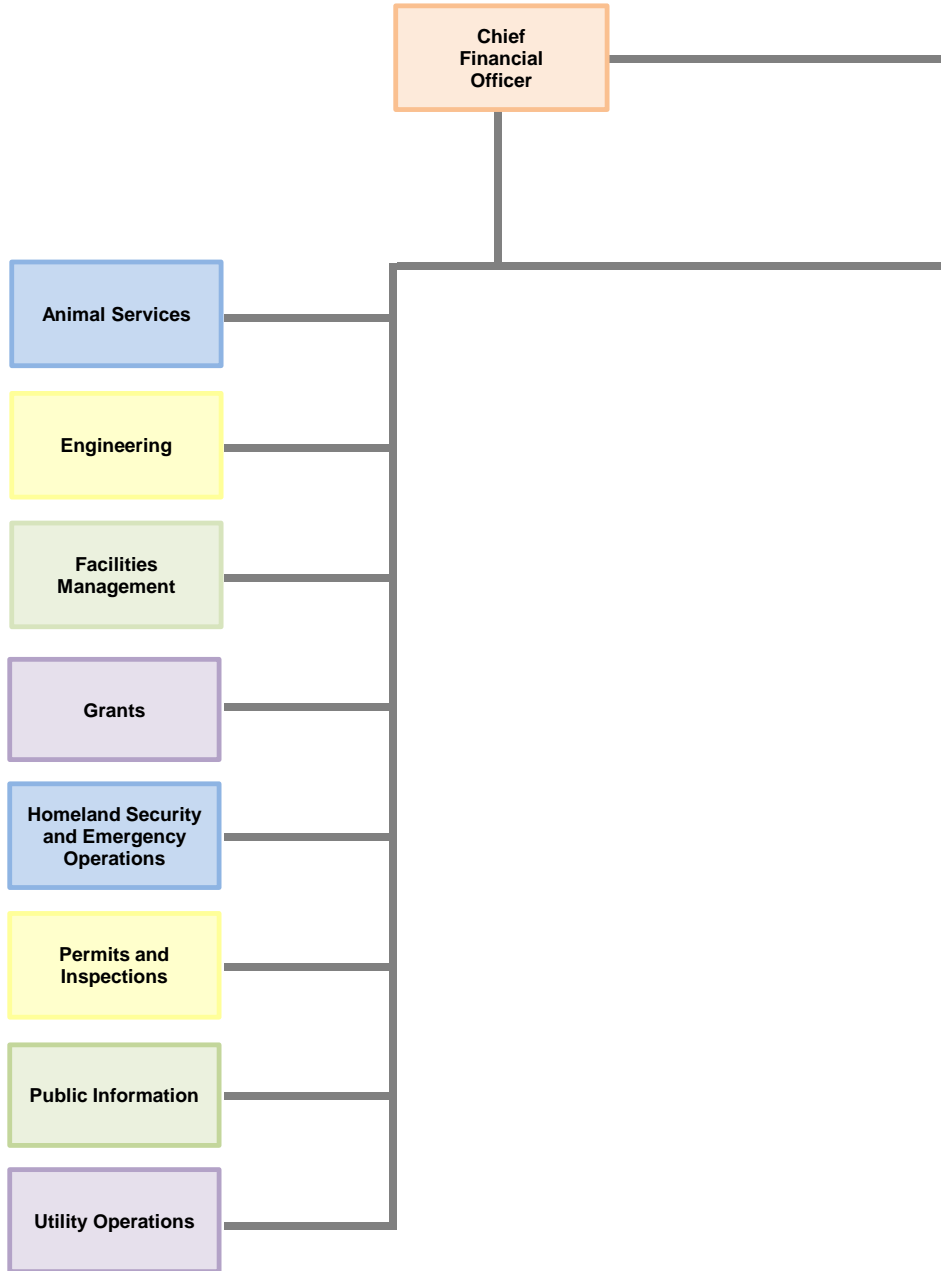 Chief
Financial
Officer
Animal Services
Engineering
Facilities
Management
Grants
Homeland Security
and Emergency
Operations
Permits and
Inspections
Public Information
Utility Operations